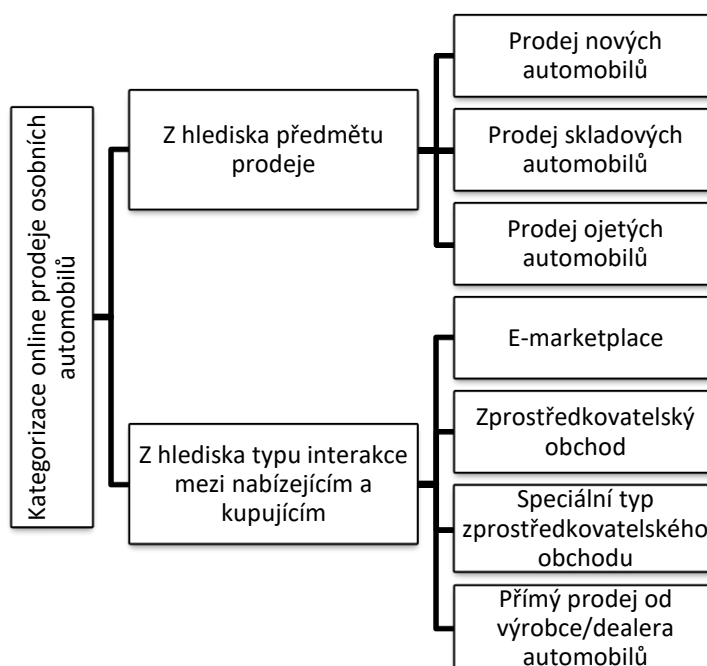 Kategorizace online prodeje osobních
automobilů
Z hlediska předmětu
prodeje
Prodej nových
automobilů
Prodej skladových
automobilů
Prodej ojetých
automobilů
Z hlediska typu interakce
mezi nabízejícím a
kupujícím
E-marketplace
Zprostředkovatelský
obchod
Speciální typ
zprostředkovatelského
obchodu
Přímý prodej od
výrobce/dealera
automobilů